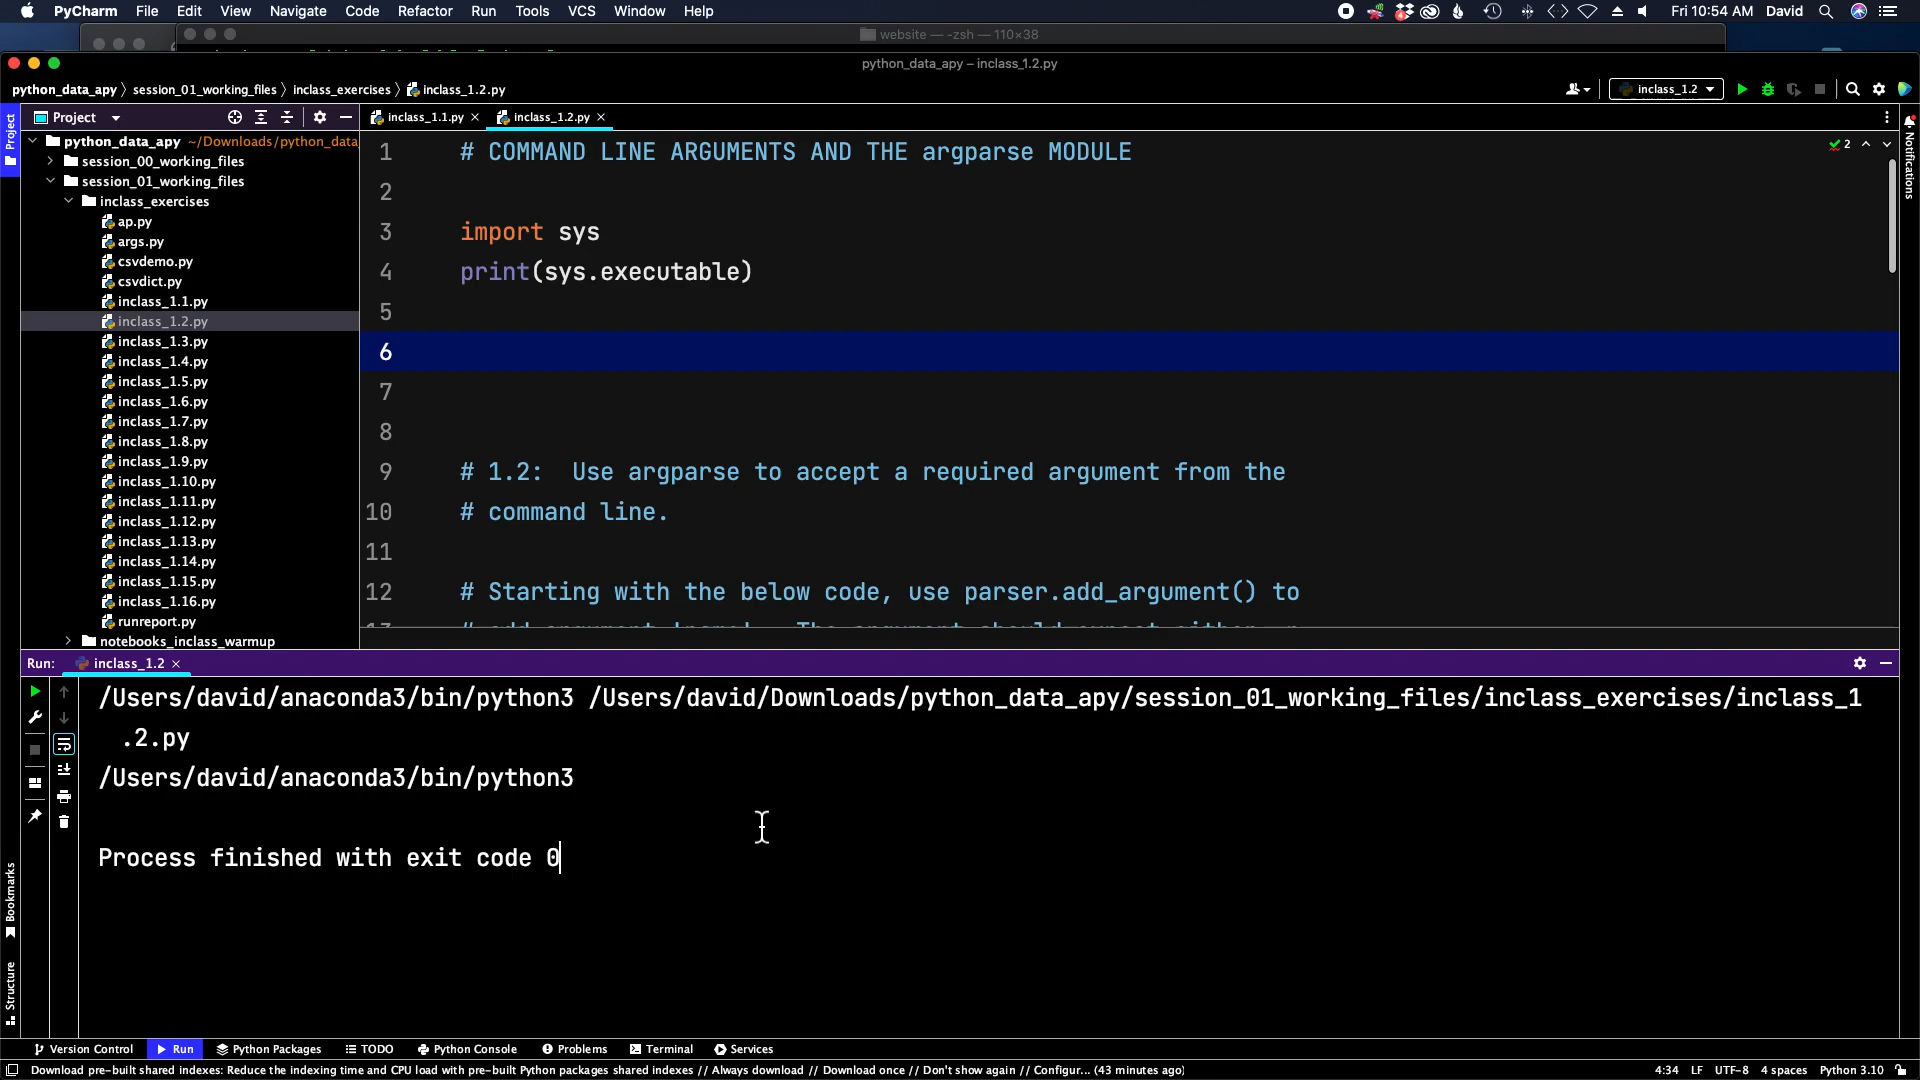 PyCharm File Edit View Navigate Code Refactor Run Tools VCS Window Help Fri 10:54 AM David
website — -zsh — 110×38
python_data_apy – inclass_1.2.py
python_data_apy session_01_working_files inclass_exercises inclass_1.2.py inclass_1.2
Project
Project
inclass_1.1.py inclass_1.2.py
python_data_apy ~/Downloads/python_data
session_00_working_files
session_01_working_files
inclass_exercises
ap.py
args.py
csvdemo.py
csvdict.py
inclass_1.1.py
inclass_1.2.py
inclass_1.3.py
inclass_1.4.py
inclass_1.5.py
inclass_1.6.py
inclass_1.7.py
inclass_1.8.py
inclass_1.9.py
inclass_1.10.py
inclass_1.11.py
inclass_1.12.py
inclass_1.13.py
inclass_1.14.py
inclass_1.15.py
inclass_1.16.py
runreport.py
notebooks_inclass_warmup
1 # COMMAND LINE ARGUMENTS AND THE argparse MODULE
2
3 import sys
4 print(sys.executable)
5
6
7
8
9 # 1.2:  Use argparse to accept a required argument from the
10 # command line.
11
12 # Starting with the below code, use parser.add_argument() to
2
Notifications
Run: inclass_1.2
/Users/david/anaconda3/bin/python3 /Users/david/Downloads/python_data_apy/session_01_working_files/inclass_exercises/inclass_1
.2.py
/Users/david/anaconda3/bin/python3
Process finished with exit code 0
Bookmarks
Structure
Version Control Run Python Packages TODO Python Console Problems Terminal Services
Download pre-built shared indexes: Reduce the indexing time and CPU load with pre-built Python packages shared indexes // Always download // Download once // Don't show again // Configur... (43 minutes ago) 4:34 LF UTF-8 4 spaces Python 3.10